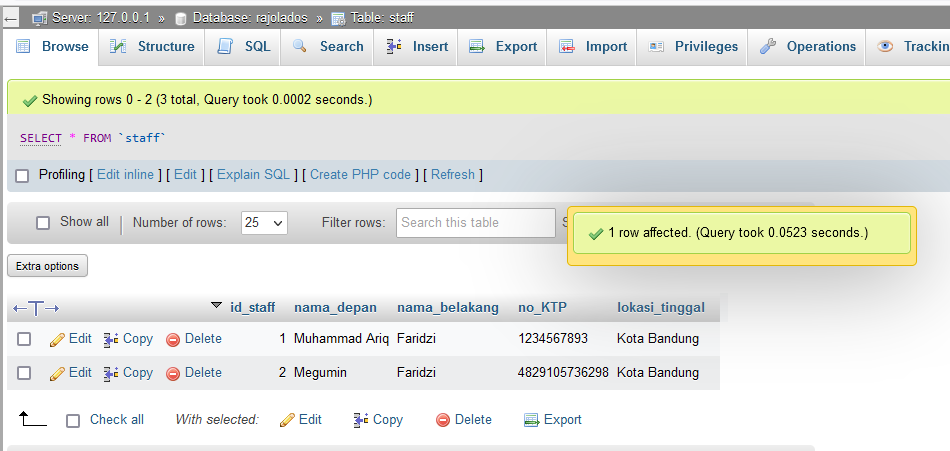 Server: 127.0.0.1 » Database: rajolados » Table: staff
Browse Structure SQL Search Insert Export Import Privileges Operations Trackin
Showing rows 0 - 2 (3 total, Query took 0.0002 seconds.)
SELECT * FROM `staff`
Profiling [ Edit inline ] [ Edit ] [ Explain SQL ] [ Create PHP code ] [ Refresh ]
Show all Number of rows: 25 Filter rows: Search this table
1 row affected. (Query took 0.0523 seconds.)
Extra options
id_staff nama_depan nama_belakang no_KTP lokasi_tinggal
Edit Copy Delete 1 Muhammad Ariq Faridzi 1234567893 Kota Bandung
Edit Copy Delete 2 Megumin Faridzi 4829105736298 Kota Bandung
Check all With selected: Edit Copy Delete Export